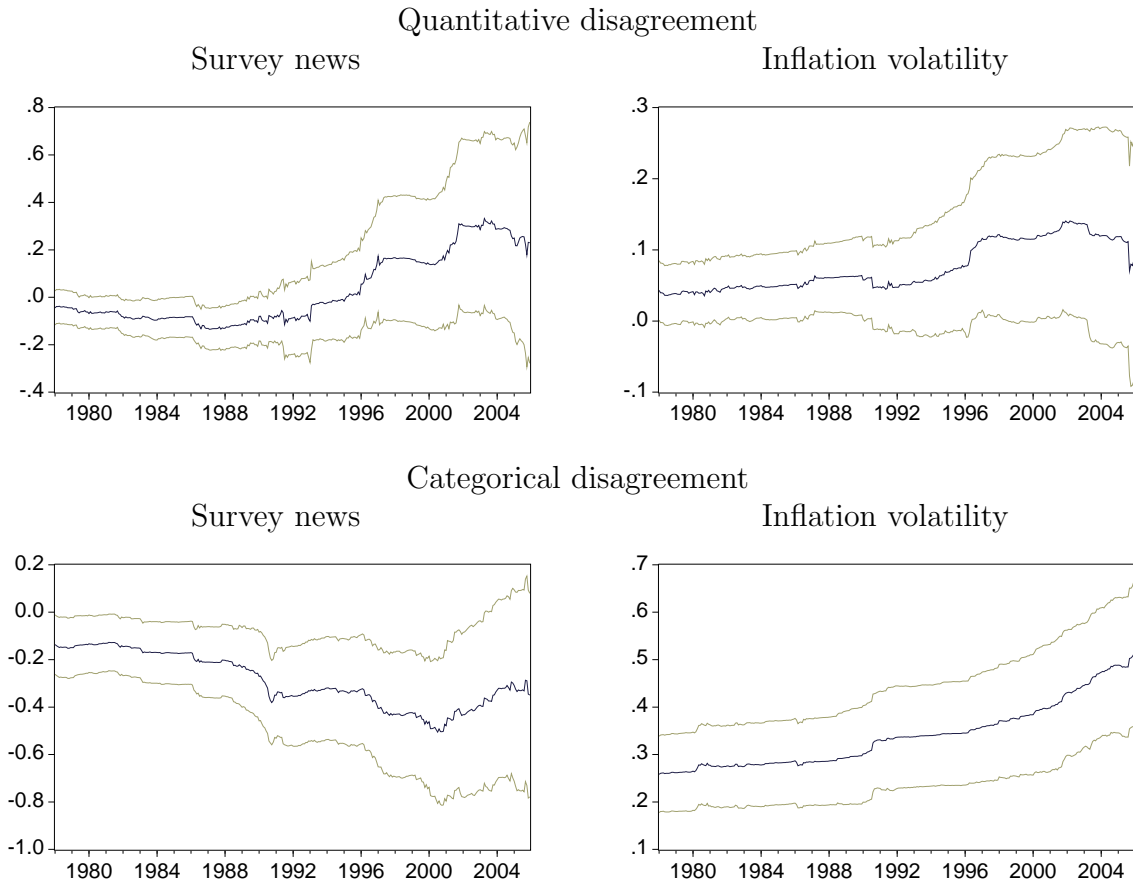 Quantitative disagreement
Survey news
Inflation volatility
.8
.6
.4
.2
.0
-.2
-.4
1980 1984 1988 1992 1996 2000 2004
.3
.2
.1
.0
-.1
1980 1984 1988 1992 1996 2000 2004
Categorical disagreement
Survey news
Inflation volatility
0.2
0.0
-0.2
-0.4
-0.6
-0.8
-1.0
1980 1984 1988 1992 1996 2000 2004
.7
.6
.5
.4
.3
.2
.1
1980 1984 1988 1992 1996 2000 2004